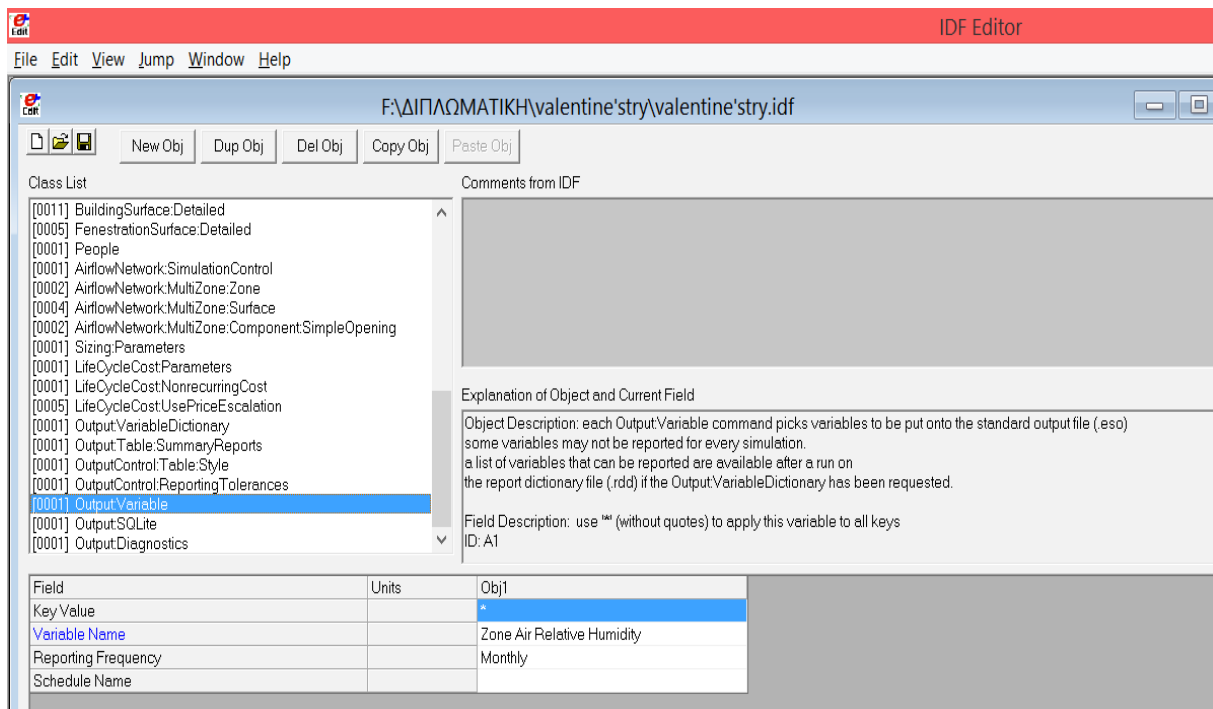 IDF Editor
File Edit View Jump Window Help
F:\ΔΙΠΛΩΜΑΤΙΚΗ\valentine'stry\valentine'stry.idf
New Obj Dup Obj Del Obj Copy Obj Paste Obj
Class List
[0011] BuildingSurface:Detailed
[0005] FenestrationSurface:Detailed
[0001] People
[0001] AirflowNetwork:SimulationControl
[0002] AirflowNetwork:MultiZone:Zone
[0004] AirflowNetwork:MultiZone:Surface
[0002] AirflowNetwork:MultiZone:Component:SimpleOpening
[0001] Sizing:Parameters
[0001] LifeCycleCost:Parameters
[0001] LifeCycleCost:NonrecurringCost
[0005] LifeCycleCost:UsePriceEscalation
[0001] Output:VariableDictionary
[0001] Output:Table:SummaryReports
[0001] OutputControl:Table:Style
[0001] OutputControl:ReportingTolerances
[0001] Output:Variable
[0001] Output:SQLite
[0001] Output:Diagnostics
Comments from IDF
Explanation of Object and Current Field
Object Description: each Output:Variable command picks variables to be put onto the standard output file (.eso)
some variables may not be reported for every simulation.
a list of variables that can be reported are available after a run on
the report dictionary file (.rdd) if the Output:VariableDictionary has been requested.
Field Description: use '*' (without quotes) to apply this variable to all keys
ID: A1
Field Units Obj1
Key Value *
Variable Name Zone Air Relative Humidity
Reporting Frequency Monthly
Schedule Name